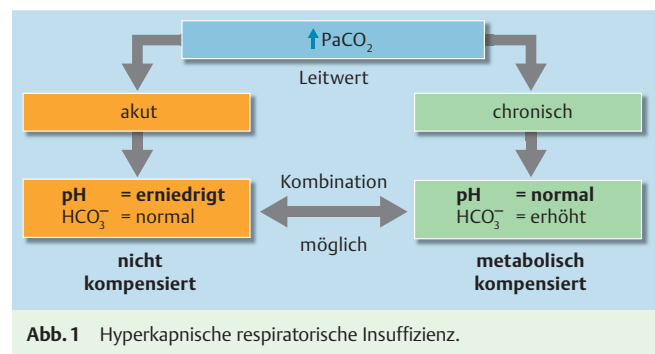 ↑PaCO₂
Leitwert
akut
chronisch
pH = erniedrigt
HCO₃⁻ = normal
Kombination
möglich
pH = normal
HCO₃⁻ = erhöht
nicht
kompensiert
metabolisch
kompensiert
Abb. 1 Hyperkapnische respiratorische Insuffizienz.